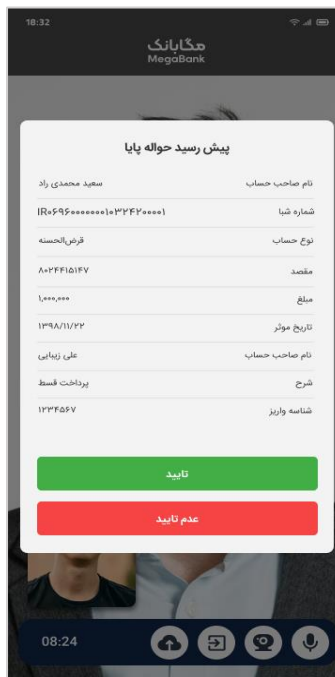 18:32
مگابانک
MegaBank
پیش رسید حواله پایا
نام صاحب حساب سعید محمدی راد
شماره شبا IR۰۶۹۶۰۰۰۰۰۰۰۰۱۰۳۲۴۲۰۰۰۰۱
نوع حساب قرض‌الحسنه
مقصد ۸۰۲۴۴۱۵۱۴۷
مبلغ ۱,۰۰۰,۰۰۰
تاریخ موثر ۱۳۹۸/۱۱/۲۲
نام صاحب حساب علی زیبایی
شرح پرداخت قسط
شناسه واریز ۱۲۳۴۵۶۷
تایید
عدم تایید
08:24